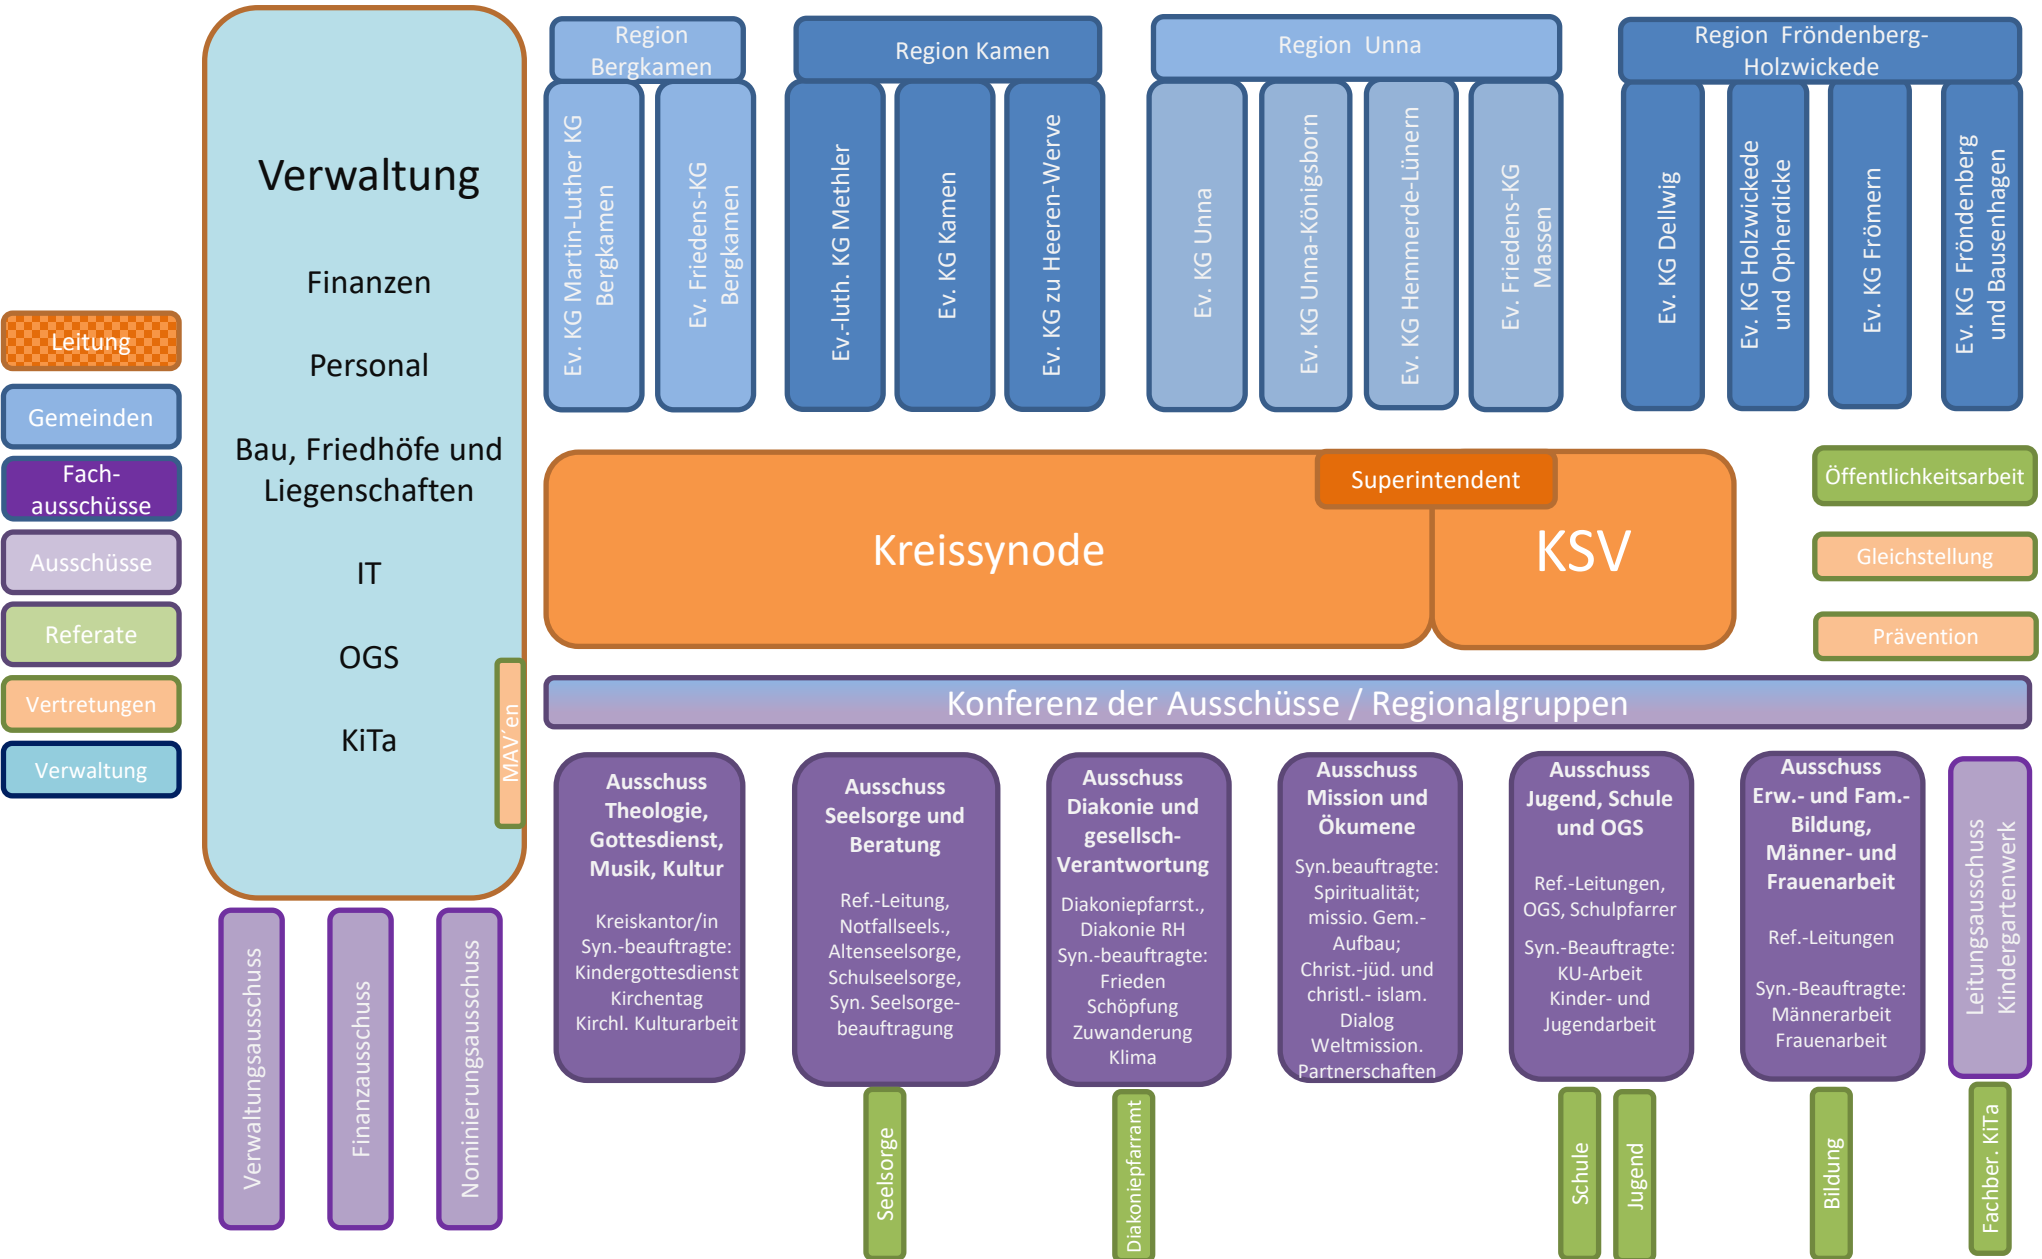 Leitung
Gemeinden
Fach-
ausschüsse
Ausschüsse
Referate
Vertretungen
Verwaltung
Verwaltung
Finanzen
Personal
Bau, Friedhöfe und
Liegenschaften
IT
OGS
KiTa
MAV´en
Verwaltungsausschuss
Finanzausschuss
Nominierungsausschuss
Region
Bergkamen
Ev. KG Martin-Luther KG
Bergkamen
Ev. Friedens-KG
Bergkamen
Region Kamen
Ev.-luth. KG Methler
Ev. KG Kamen
Ev. KG zu Heeren-Werve
Region  Unna
Ev. KG Unna
Ev. KG Unna-Königsborn
Ev. KG Hemmerde-Lünern
Ev. Friedens-KG
Massen
Region  Fröndenberg-
Holzwickede
Ev. KG Dellwig
Ev. KG Holzwickede
und Opherdicke
Ev. KG Frömern
Ev. KG  Fröndenberg
und Bausenhagen
Kreissynode
Superintendent
KSV
Öffentlichkeitsarbeit
Gleichstellung
Prävention
Konferenz der Ausschüsse / Regionalgruppen
Ausschuss
Theologie,
Gottesdienst,
Musik, Kultur
Kreiskantor/in
Syn.-beauftragte:
Kindergottesdienst
Kirchentag
Kirchl. Kulturarbeit
Ausschuss
Seelsorge und
Beratung
Ref.-Leitung,
Notfallseels.,
Altenseelsorge,
Schulseelsorge,
Syn. Seelsorge-
beauftragung
Seelsorge
Ausschuss
Diakonie und
gesellsch-
Verantwortung
Diakoniepfarrst.,
Diakonie RH
Syn.-beauftragte:
Frieden
Schöpfung
Zuwanderung
Klima
Diakoniepfarramt
Ausschuss
Mission und
Ökumene
Syn.beauftragte:
Spiritualität;
missio. Gem.-
Aufbau;
Christ.-jüd. und
christl.- islam.
Dialog
Weltmission.
Partnerschaften
Ausschuss
Jugend, Schule
und OGS
Ref.-Leitungen,
OGS, Schulpfarrer
Syn.-Beauftragte:
KU-Arbeit
Kinder- und
Jugendarbeit
Schule
Jugend
Ausschuss
Erw.- und Fam.-
Bildung,
Männer- und
Frauenarbeit
Ref.-Leitungen
Syn.-Beauftragte:
Männerarbeit
Frauenarbeit
Bildung
Leitungsausschuss
Kindergartenwerk
Fachber. KiTa